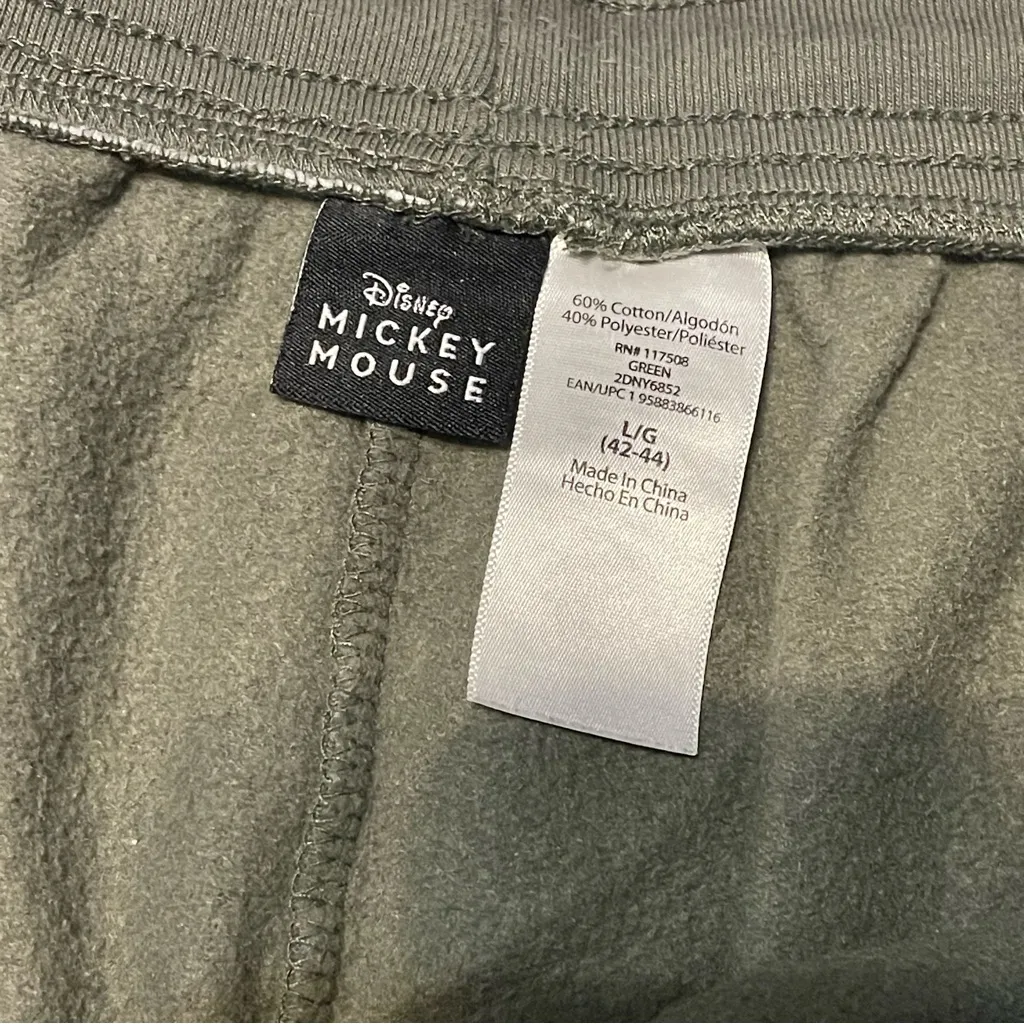 Disney
MICKEY
MOUSE
60% Cotton/Algodón
40% Polyester/Poliéster
RN# 117508
GREEN
2DNY6852
EAN/UPC 1 95883866116
L/G
(42-44)
Made In China
Hecho En China